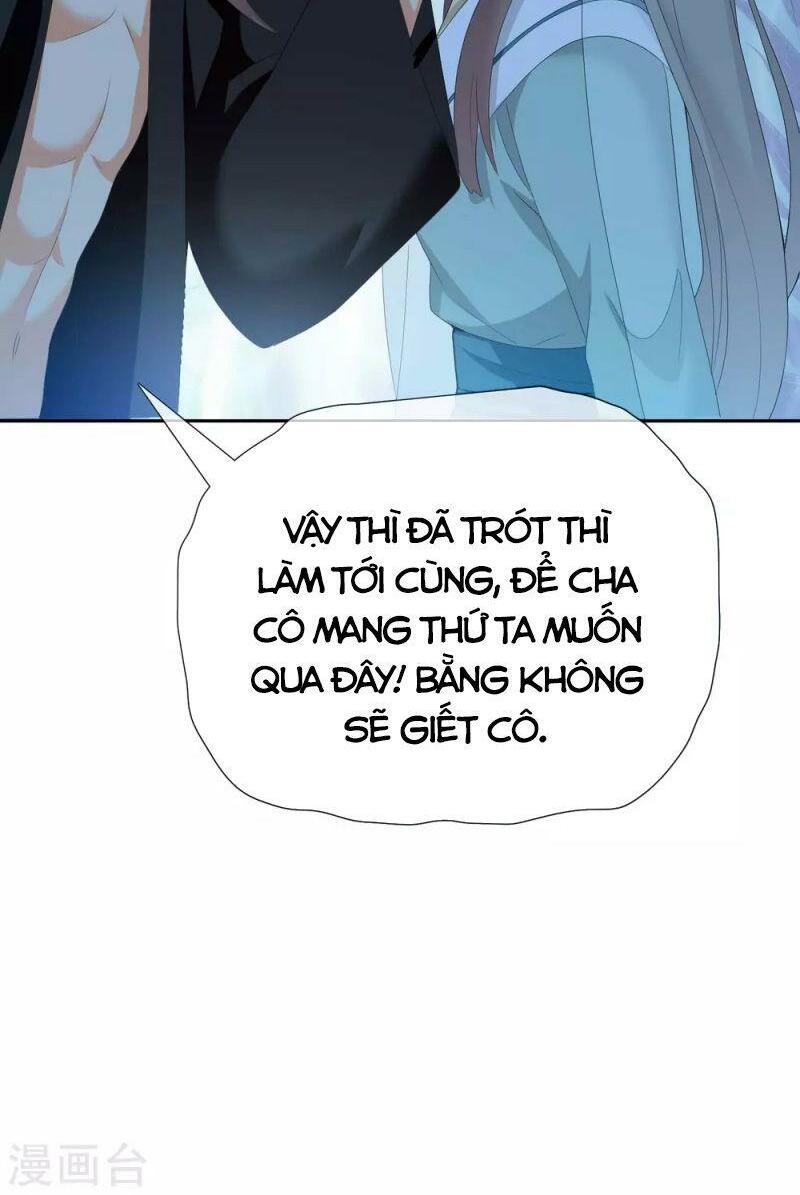 VẬY THÌ ĐÃ TRÓT THÌ
LÀM TỚI CÙNG, ĐỂ CHA
CÔ MANG THỨ TA MUỐN
QUA ĐÂY! BẰNG KHÔNG
SẼ GIẾT CÔ.
漫画台